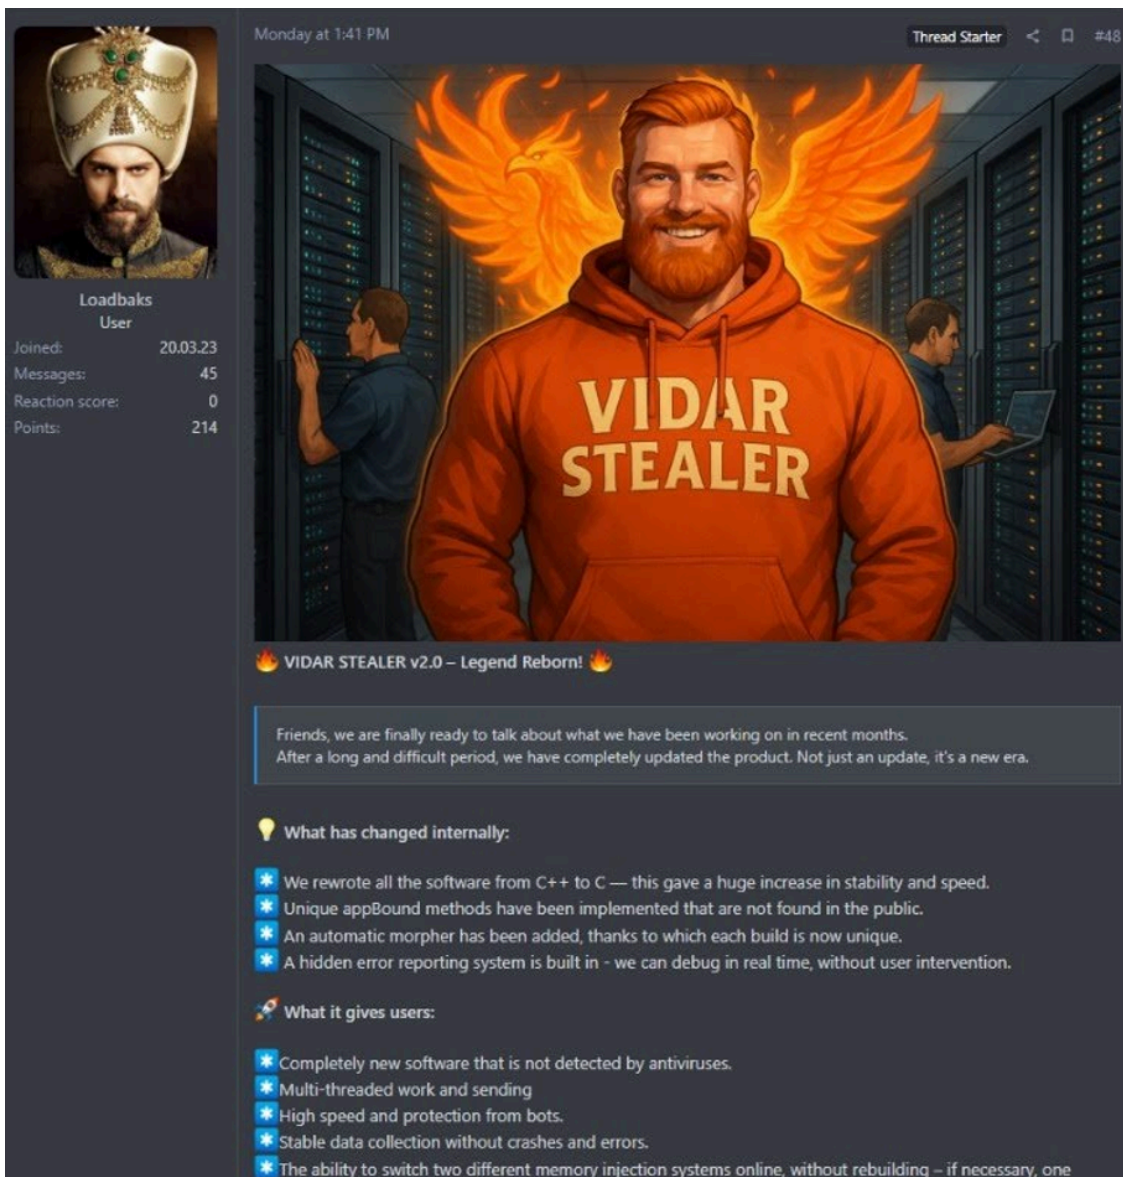 Monday at 1:41 PM
Thread Starter
#48
Loadbaks
User
Joined: 20.03.23
Messages: 45
Reaction score: 0
Points: 214
VIDAR
STEALER
🔥 VIDAR STEALER v2.0 – Legend Reborn! 🔥
Friends, we are finally ready to talk about what we have been working on in recent months.
After a long and difficult period, we have completely updated the product. Not just an update, it's a new era.
💡 What has changed internally:
✱ We rewrote all the software from C++ to C — this gave a huge increase in stability and speed.
✱ Unique appBound methods have been implemented that are not found in the public.
✱ An automatic morpher has been added, thanks to which each build is now unique.
✱ A hidden error reporting system is built in - we can debug in real time, without user intervention.
🚀 What it gives users:
✱ Completely new software that is not detected by antiviruses.
✱ Multi-threaded work and sending
✱ High speed and protection from bots.
✱ Stable data collection without crashes and errors.
✱ The ability to switch two different memory injection systems online, without rebuilding – if necessary, one